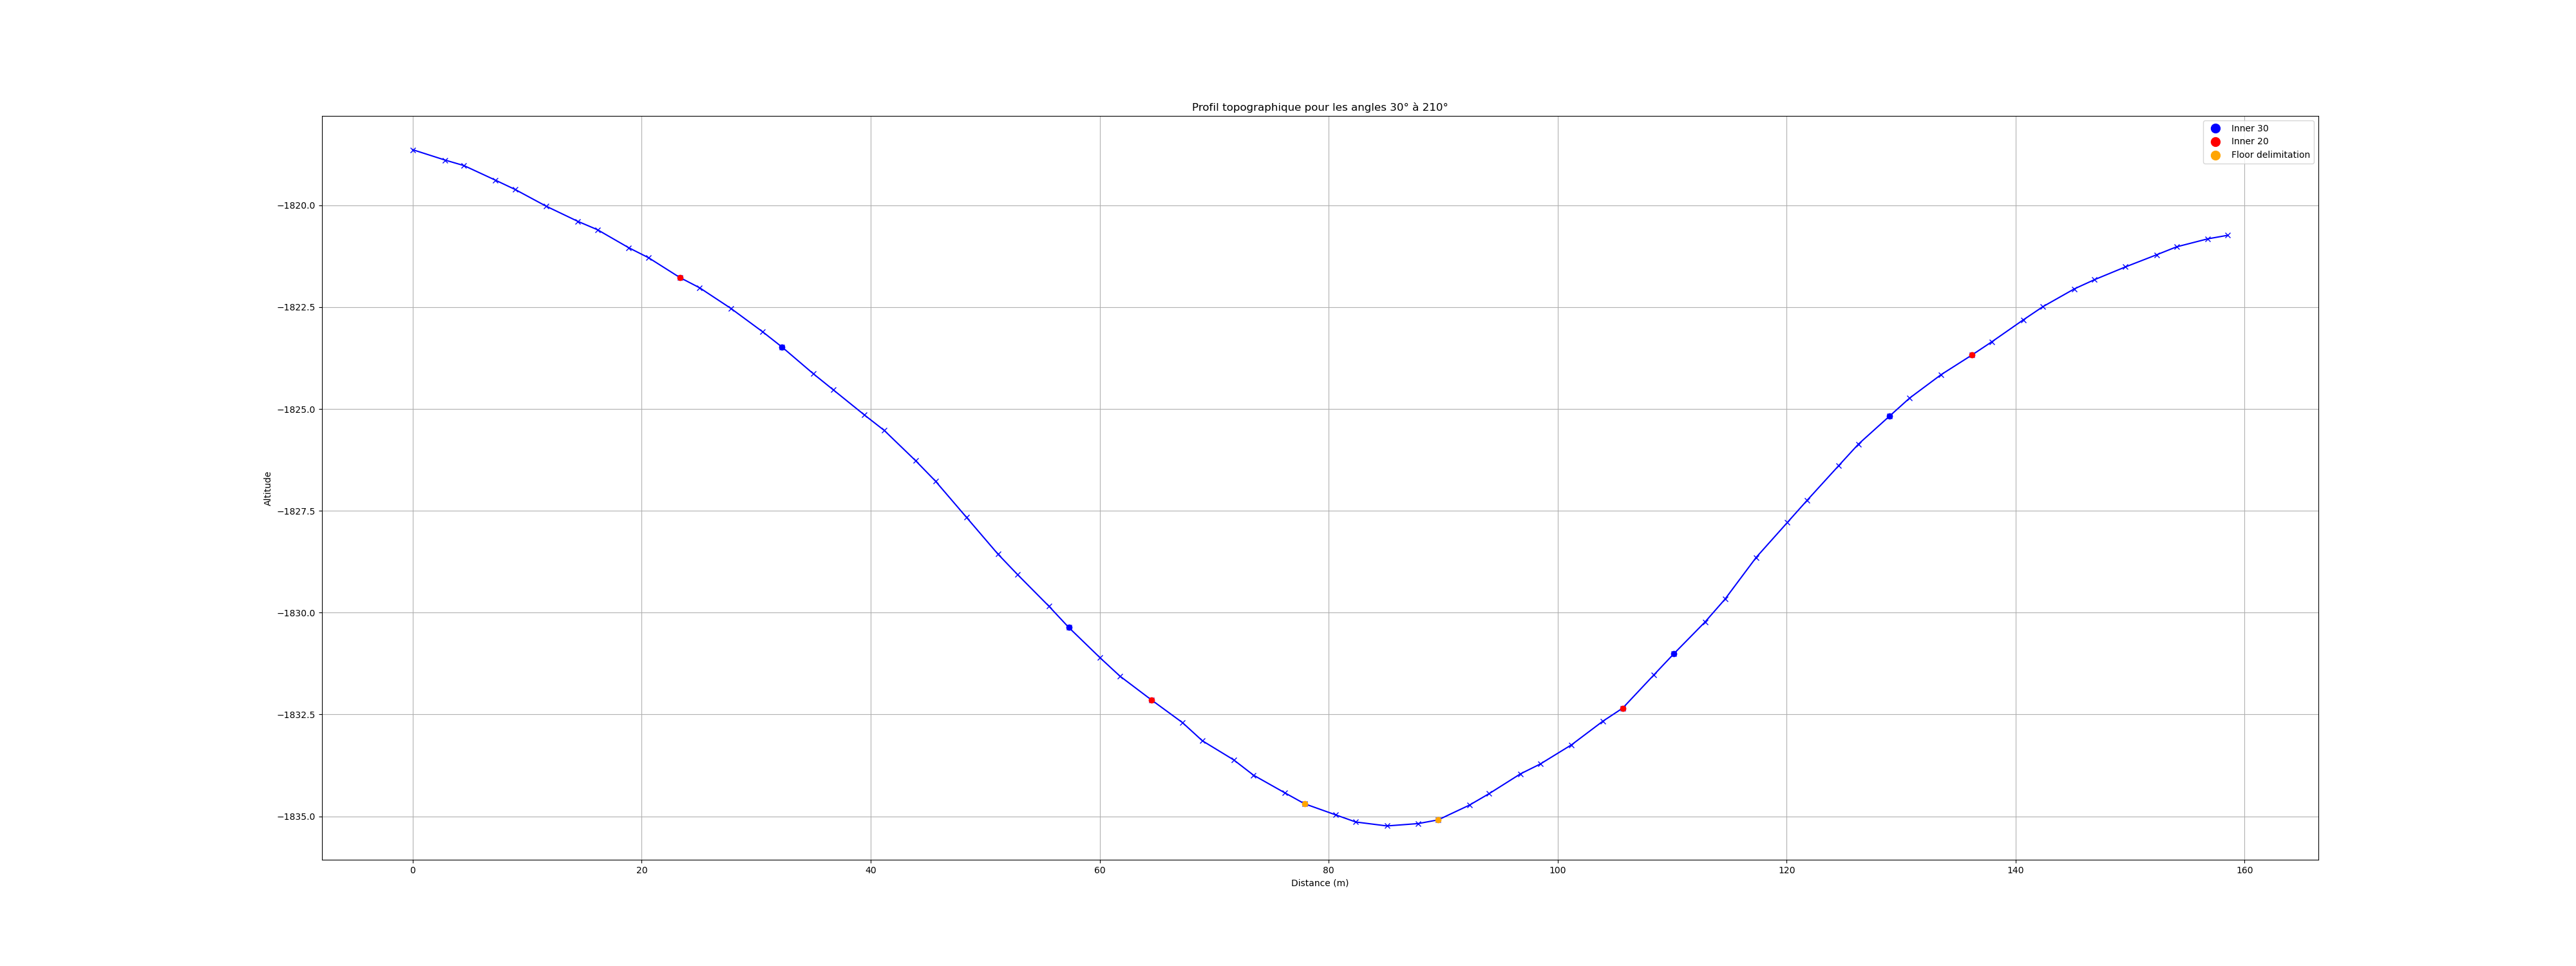 Profil topographique pour les angles 30° à 210°
Inner 30
Inner 20
Floor delimitation
−1820.0
−1822.5
−1825.0
−1827.5
−1830.0
−1832.5
−1835.0
Altitude
0 20 40 60 80 100 120 140 160
Distance (m)